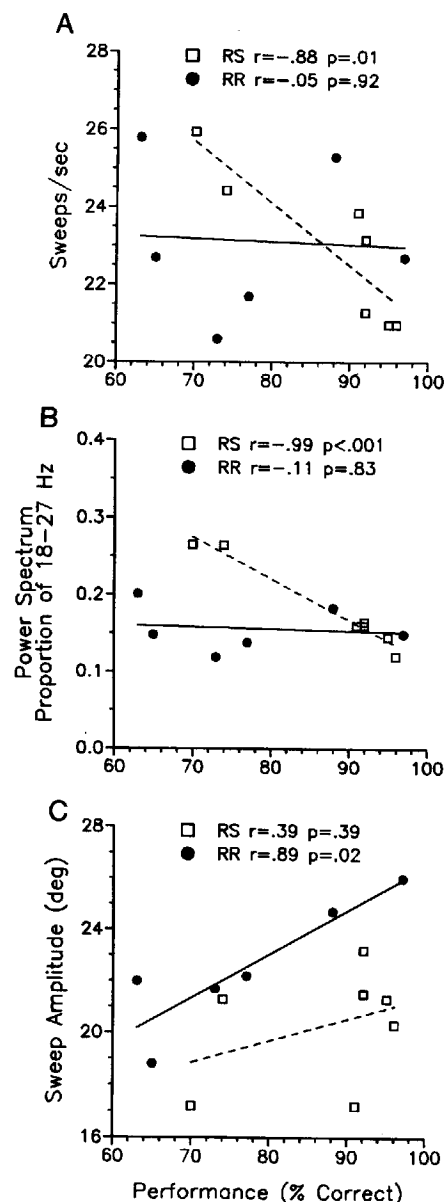 A
RS r=-.88 p=.01
RR r=-.05 p=.92
28
26
24
22
20
Sweeps/sec
60 70 80 90 100
B
RS r=-.99 p<.001
RR r=-.11 p=.83
0.4
0.3
0.2
0.1
0.0
Power Spectrum
Proportion of 18-27 Hz
60 70 80 90 100
C
RS r=.39 p=.39
RR r=.89 p=.02
28
24
20
16
Sweep Amplitude (deg)
60 70 80 90 100
Performance (% Correct)